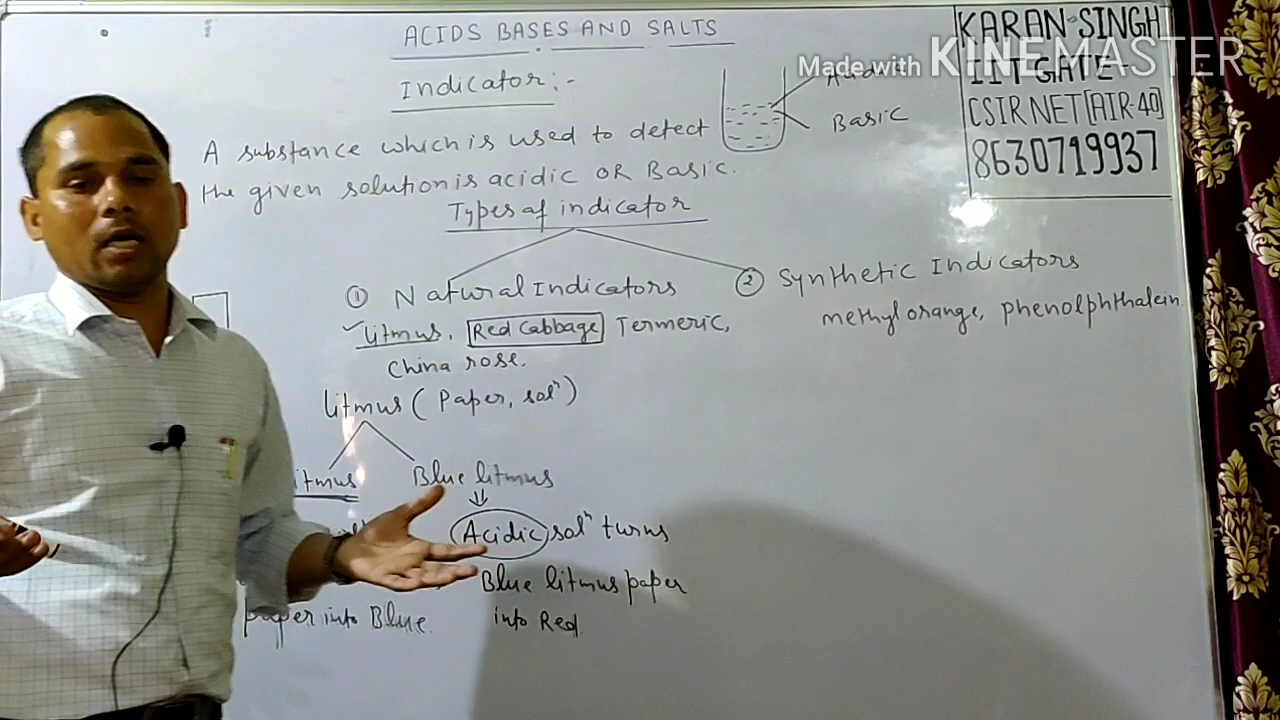 ACIDS BASES AND SALTS
Indicator:-
A substance which is used to detect
the given solution is acidic OR Basic.
Basic
KARAN SINGH
IIT GATE-
CSIR NET [AIR-40]
8630719937
Made with KINEMASTER
Types of indicator
① Natural Indicators
litmus, Red Cabbage Termeric,
China rose.
② Synthetic Indicators
methyl orange, phenolphthalein
litmus (Paper, solⁿ)
itmus
Blue litmus
Acidic solⁿ turns
Blue litmus paper
into Red
paper into Blue.